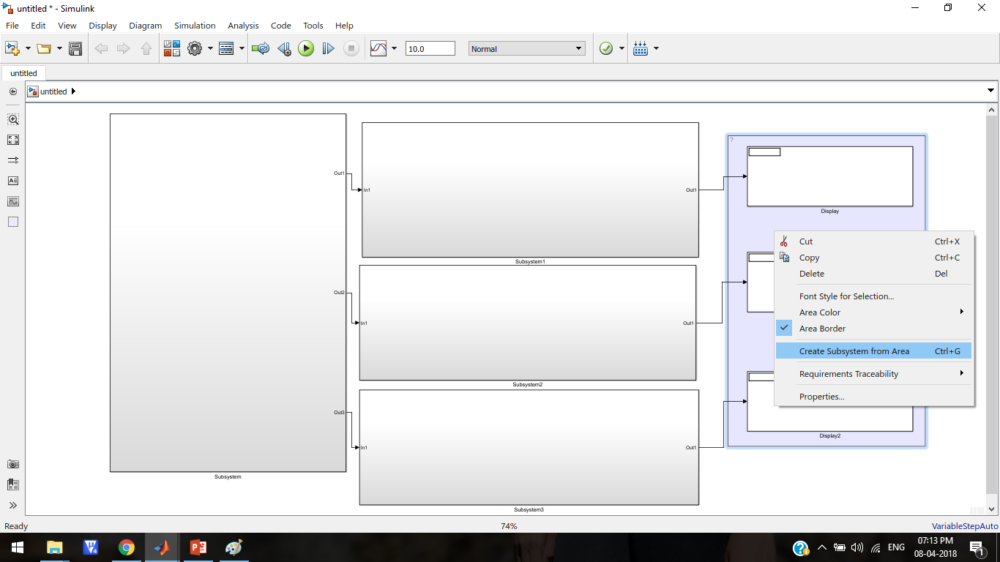 untitled * - Simulink
File Edit View Display Diagram Simulation Analysis Code Tools Help
10.0 Normal
untitled
untitled
?
Out1
In1
Out1
Display
Subsystem1
Out2
In1
Out1
Subsystem2
Out3
In1
Out1
Display2
Subsystem
Subsystem3
Cut Ctrl+X
Copy Ctrl+C
Delete Del
Font Style for Selection...
Area Color
Area Border
Create Subsystem from Area Ctrl+G
Requirements Traceability
Properties...
Ready 74% VariableStepAuto
ENG
07:13 PM
08-04-2018
1